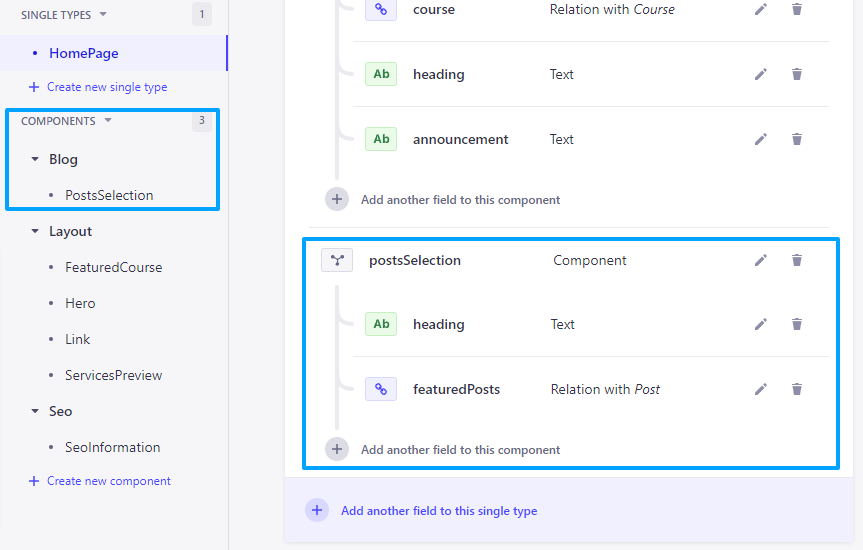 SINGLE TYPES 1
HomePage
Create new single type
COMPONENTS 3
Blog
PostsSelection
Layout
FeaturedCourse
Hero
Link
ServicesPreview
Seo
SeoInformation
Create new component
course Relation with Course
Ab heading Text
Ab announcement Text
Add another field to this component
postsSelection Component
Ab heading Text
featuredPosts Relation with Post
Add another field to this component
Add another field to this single type